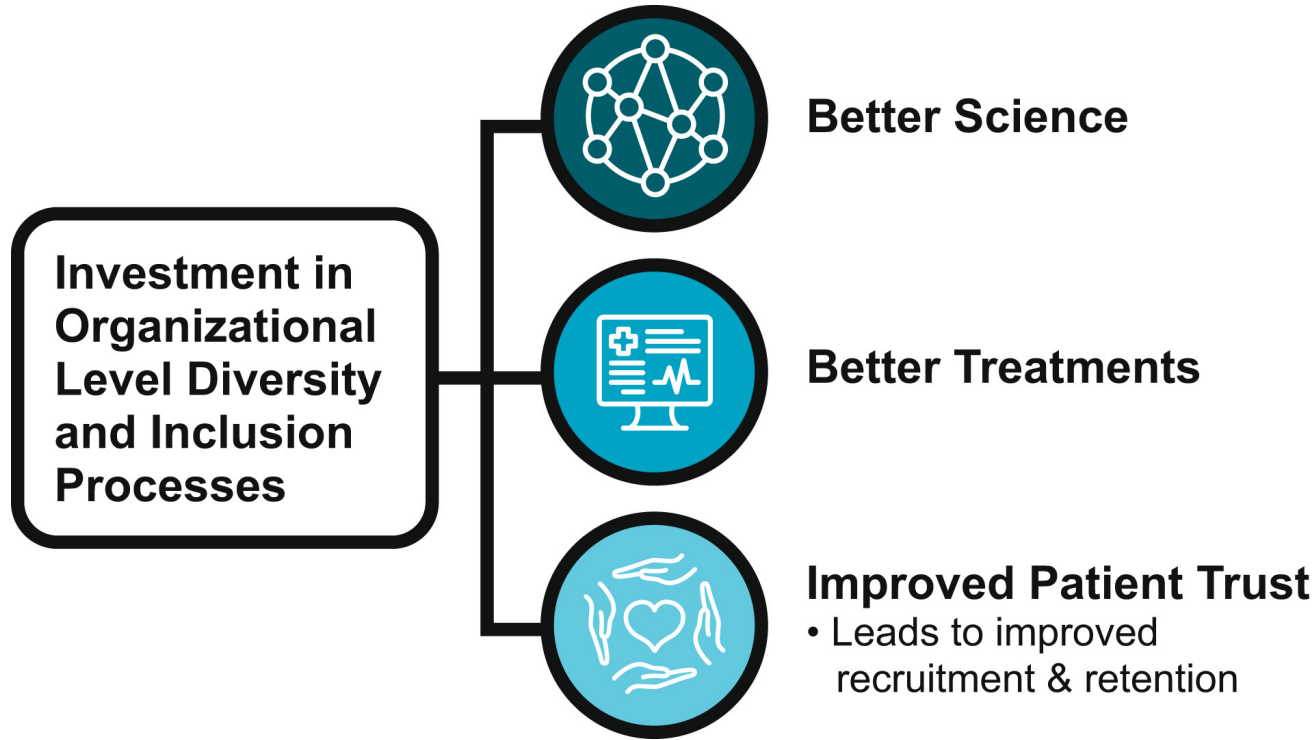 Investment in
Organizational
Level Diversity
and Inclusion
Processes
Better Science
Better Treatments
Improved Patient Trust
• Leads to improved
recruitment & retention